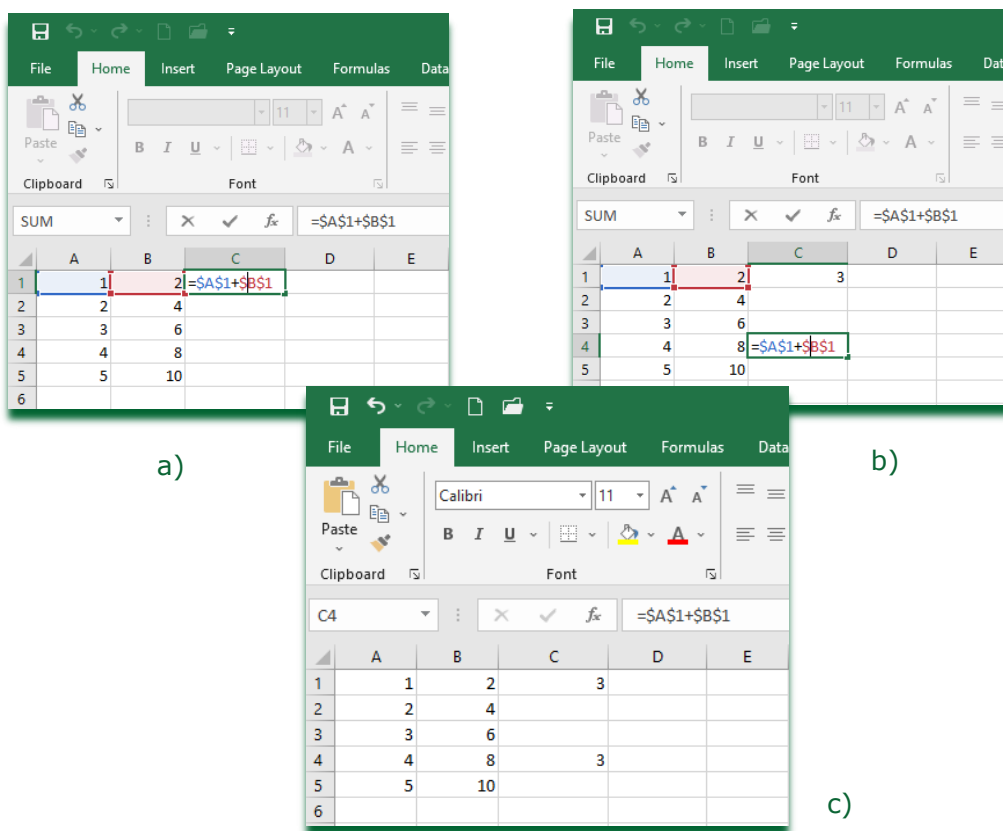 File Home Insert Page Layout Formulas Data
11 A^ A˅
Paste
B I U A
Clipboard Font
SUM fx =$A$1+$B$1
A B C D E
1 1 2 =$A$1+$B$1
2 2 4
3 3 6
4 4 8
5 5 10
6
a)
File Home Insert Page Layout Formulas Dat
11 A^ A˅
Paste
B I U A
Clipboard Font
SUM fx =$A$1+$B$1
A B C D E
1 1 2 3
2 2 4
3 3 6
4 4 8 =$A$1+$B$1
5 5 10
b)
File Home Insert Page Layout Formulas Data
Calibri 11 A^ A˅
Paste
B I U A
Clipboard Font
C4 fx =$A$1+$B$1
A B C D E
1 1 2 3
2 2 4
3 3 6
4 4 8 3
5 5 10
6
c)